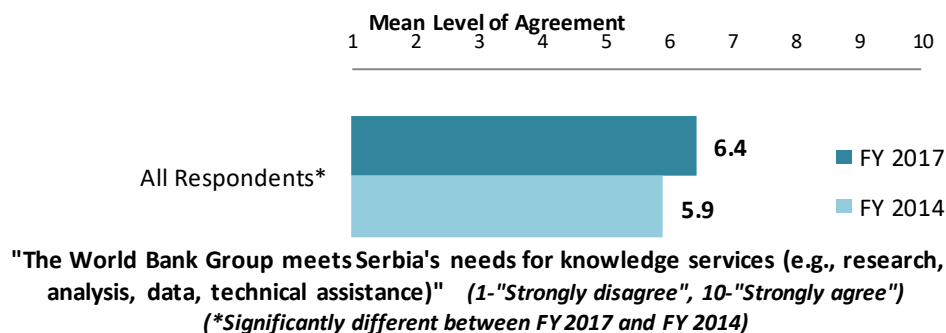 Mean Level of Agreement
1 2 3 4 5 6 7 8 9 10
6.4
FY 2017
All Respondents*
5.9
FY 2014
"The World Bank Group meets Serbia's needs for knowledge services (e.g., research,
analysis, data, technical assistance)" (1-"Strongly disagree", 10-"Strongly agree")
(*Significantly different between FY 2017 and FY 2014)